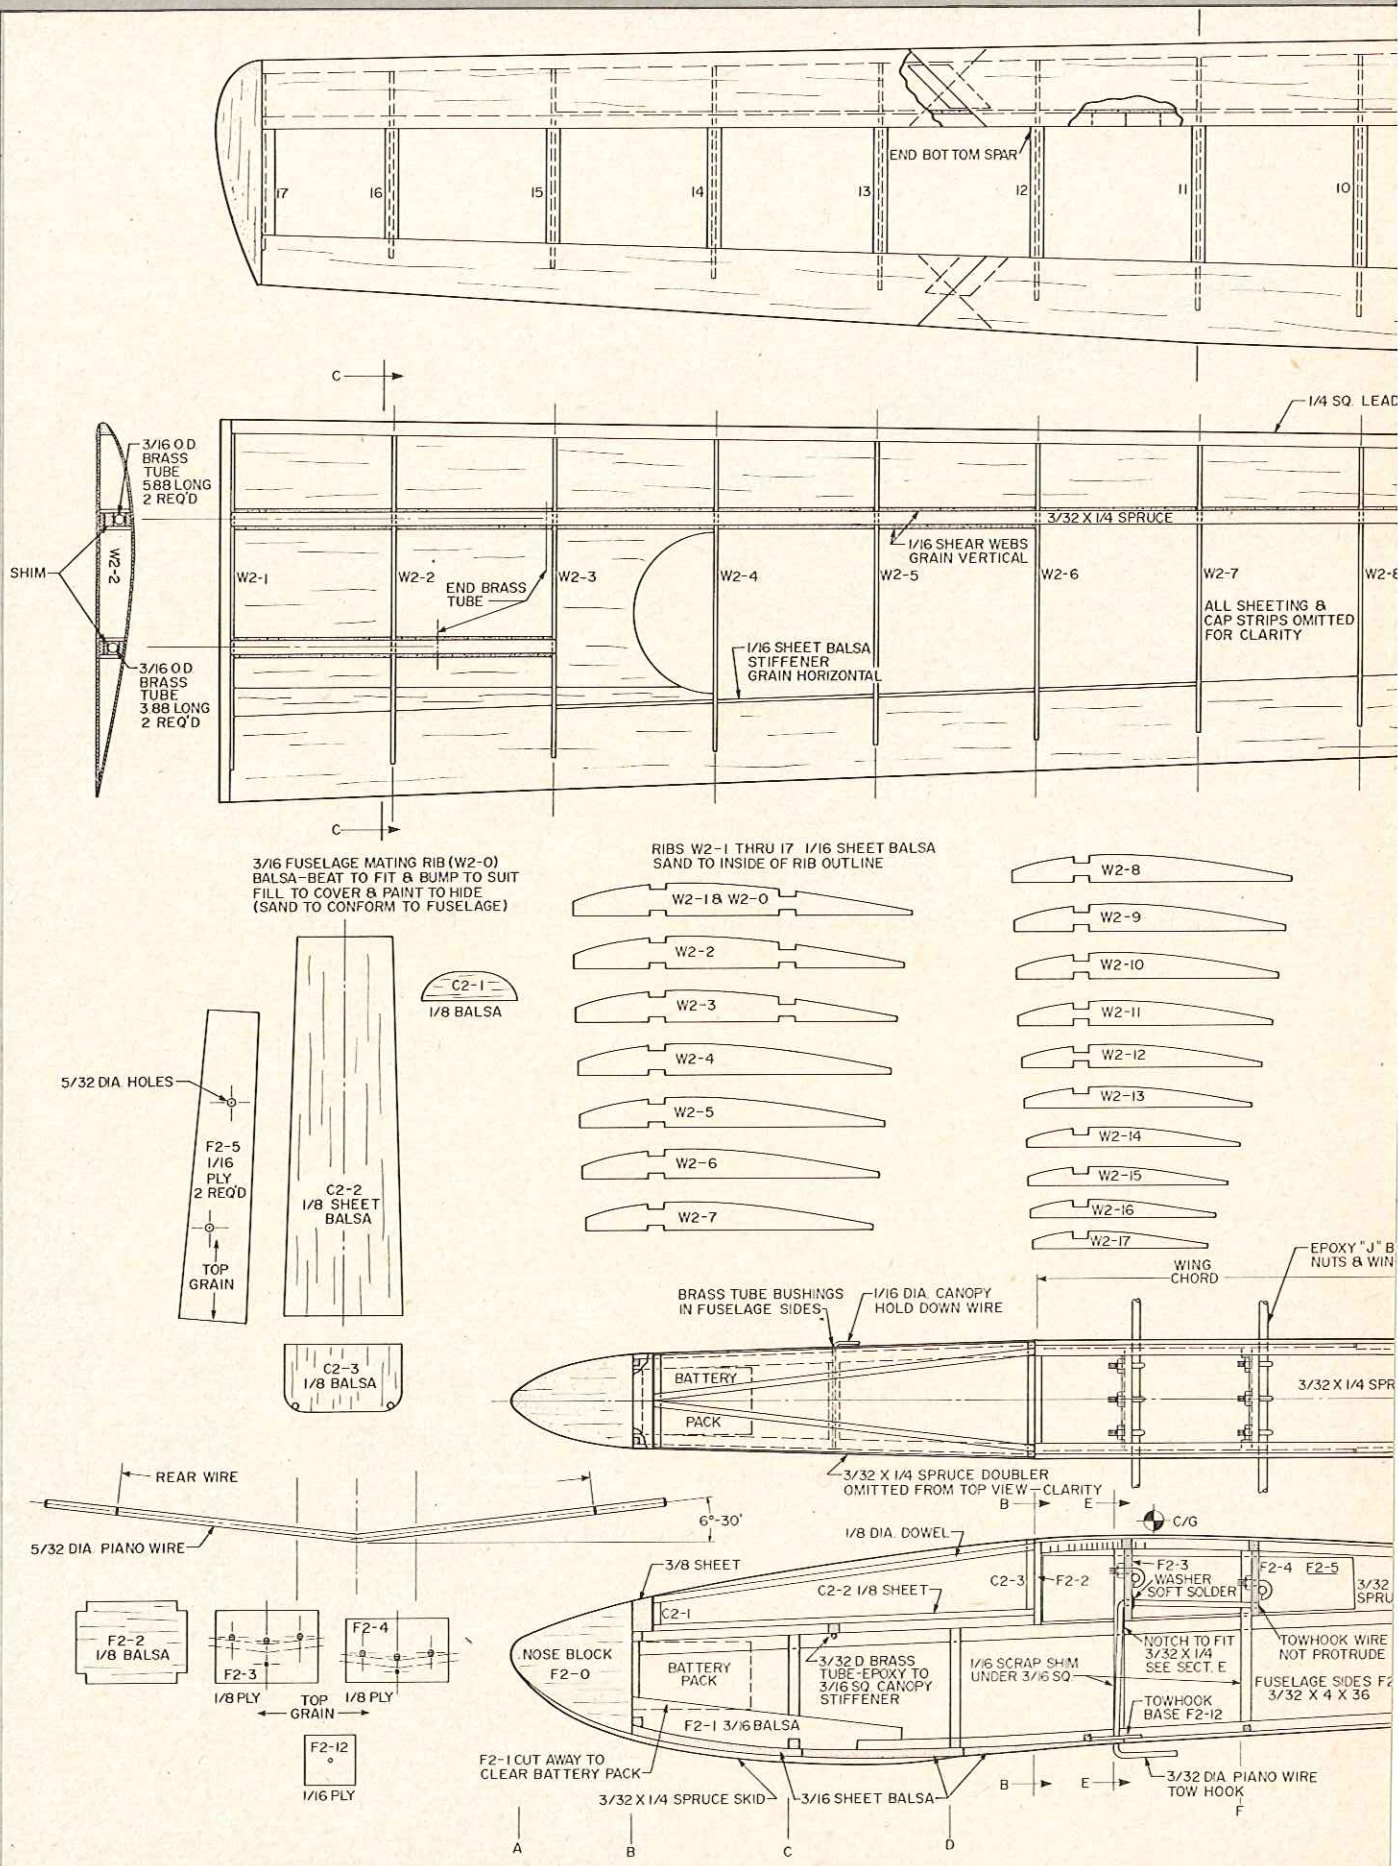 END BOTTOM SPAR
17
16
15
14
13
12
11
10
C
1/4 SQ. LEAD
3/16 O D
BRASS
TUBE
5.88 LONG
2 REQ'D
3/32 X 1/4 SPRUCE
1/16 SHEAR WEBS
GRAIN VERTICAL
SHIM
W2-2
W2-1
W2-2
W2-3
W2-4
W2-5
W2-6
W2-7
W2-8
END BRASS
TUBE
ALL SHEETING &
CAP STRIPS OMITTED
FOR CLARITY
1/16 SHEET BALSA
STIFFENER
GRAIN HORIZONTAL
3/16 O D
BRASS
TUBE
3.88 LONG
2 REQ'D
C
3/16 FUSELAGE MATING RIB (W2-0)
BALSA-BEAT TO FIT & BUMP TO SUIT
FILL TO COVER & PAINT TO HIDE
(SAND TO CONFORM TO FUSELAGE)
RIBS W2-1 THRU 17 1/16 SHEET BALSA
SAND TO INSIDE OF RIB OUTLINE
W2-1 & W2-0
W2-2
W2-3
W2-4
W2-5
W2-6
W2-7
W2-8
W2-9
W2-10
W2-11
W2-12
W2-13
W2-14
W2-15
W2-16
W2-17
C2-1
1/8 BALSA
5/32 DIA. HOLES
F2-5
1/16
PLY
2 REQ'D
TOP
GRAIN
C2-2
1/8 SHEET
BALSA
C2-3
1/8 BALSA
WING
CHORD
EPOXY "J" B
NUTS & WIN
BRASS TUBE BUSHINGS
IN FUSELAGE SIDES
1/16 DIA. CANOPY
HOLD DOWN WIRE
BATTERY
PACK
3/32 X 1/4 SPR
3/32 X 1/4 SPRUCE DOUBLER
OMITTED FROM TOP VIEW-CLARITY
REAR WIRE
6°-30'
5/32 DIA. PIANO WIRE
B
E
C/G
1/8 DIA. DOWEL
3/8 SHEET
C2-2 1/8 SHEET
C2-3
F2-2
F2-3
WASHER
SOFT SOLDER
F2-4
F2-5
3/32
SPRU
C2-1
F2-2
1/8 BALSA
F2-3
1/8 PLY
F2-4
1/8 PLY
TOP
GRAIN
F2-12
1/16 PLY
NOSE BLOCK
F2-0
BATTERY
PACK
3/32 D BRASS
TUBE-EPOXY TO
3/16 SQ. CANOPY
STIFFENER
1/16 SCRAP SHIM
UNDER 3/16 SQ
NOTCH TO FIT
3/32 X 1/4
SEE SECT. E
TOWHOOK WIRE
NOT PROTRUDE
FUSELAGE SIDES F2
3/32 X 4 X 36
TOWHOOK
BASE F2-12
F2-1 3/16 BALSA
F2-1 CUT AWAY TO
CLEAR BATTERY PACK
3/32 X 1/4 SPRUCE SKID
3/16 SHEET BALSA
B
E
3/32 DIA. PIANO WIRE
TOW HOOK
F
A
B
C
D